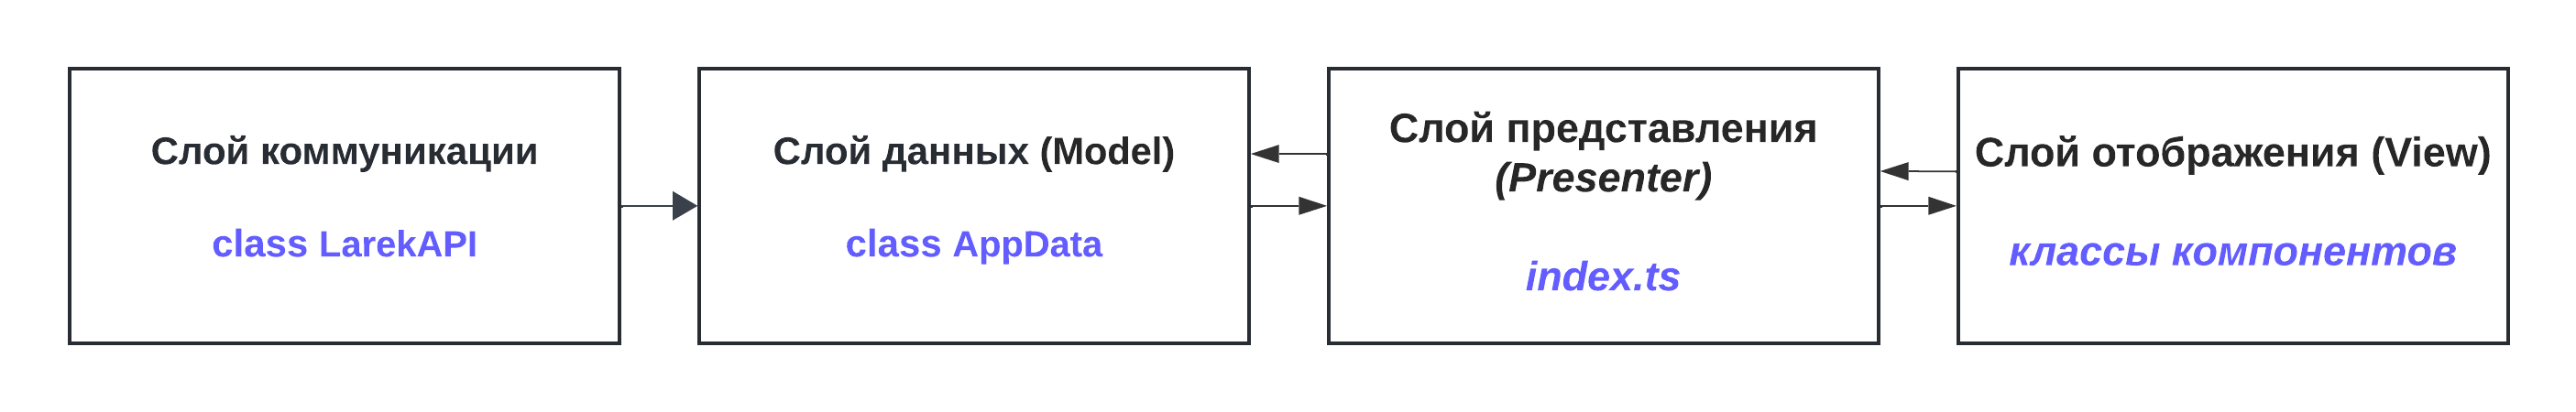 Слой коммуникации
class LarekAPI
Слой данных (Model)
class AppData
Слой представления
(Presenter)
index.ts
Слой отображения (View)
классы компонентов